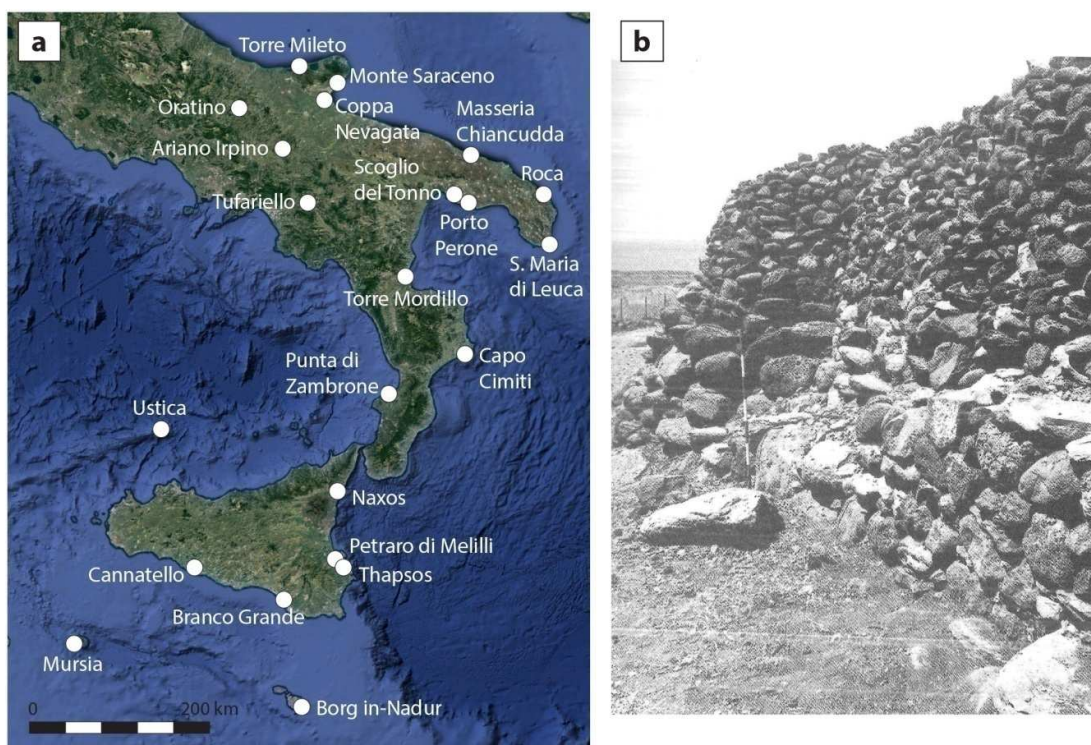 a
b
Torre Mileto
Monte Saraceno
Oratino
Coppa
Nevagata
Masseria
Chiancudda
Ariano Irpino
Scoglio
del Tonno
Roca
Tufariello
Porto
Perone
S. Maria
di Leuca
Torre Mordillo
Punta di
Zambrone
Capo
Cimiti
Ustica
Naxos
Petraro di Melilli
Thapsos
Cannatello
Branco Grande
Mursia
0 200 km
Borg in-Nadur